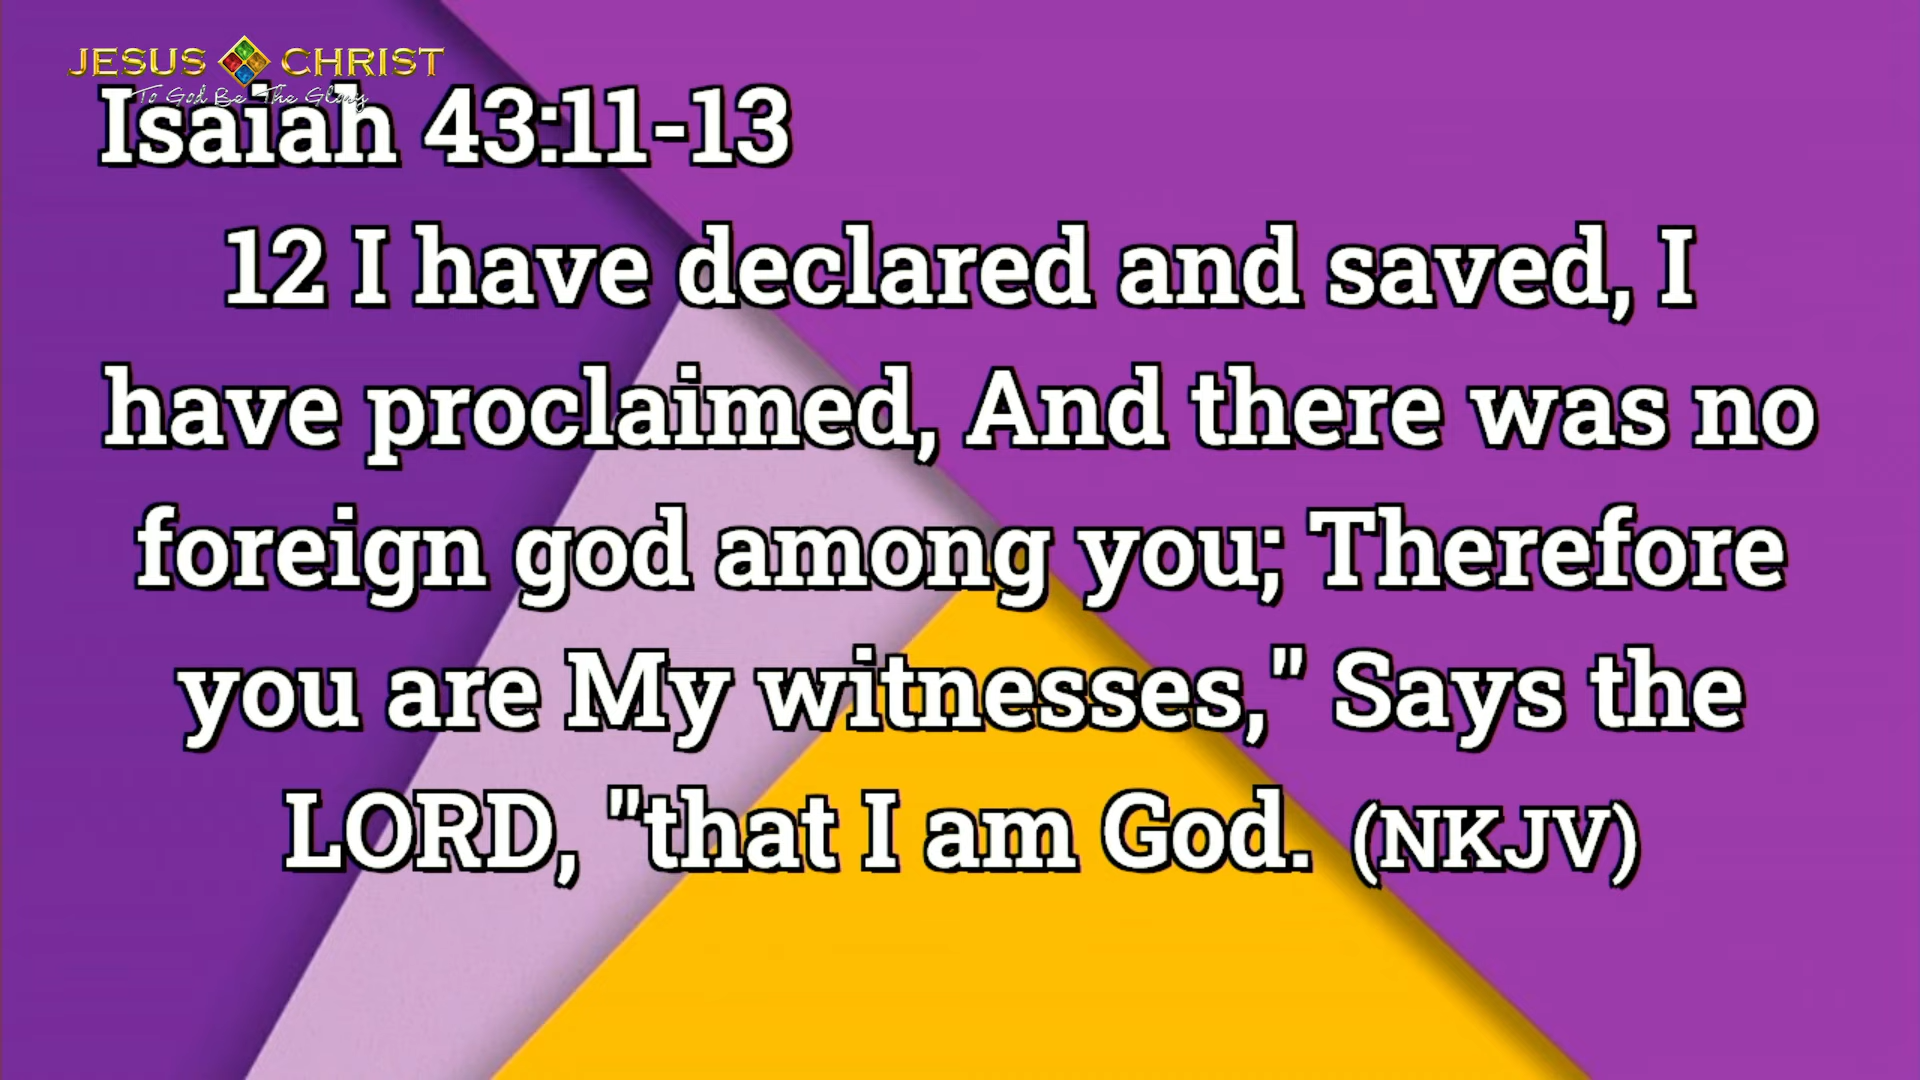 JESUS CHRIST
To God Be The Glory
Isaiah 43:11-13
12 I have declared and saved, I
have proclaimed, And there was no
foreign god among you; Therefore
you are My witnesses," Says the
LORD, "that I am God. (NKJV)